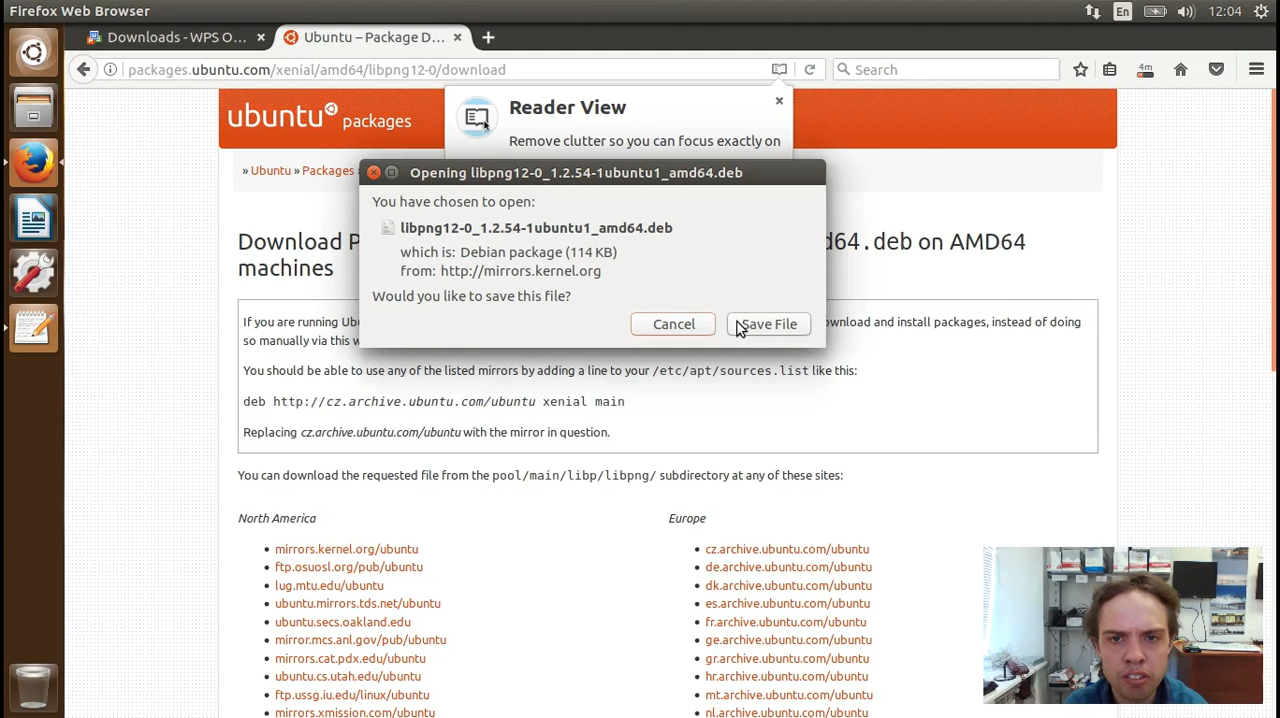 Firefox Web Browser
En
12:04
Downloads - WPS O... ×
Ubuntu – Package D... ×
packages.ubuntu.com/xenial/amd64/libpng12-0/download
Search
4m
ubuntu packages
Reader View
×
Remove clutter so you can focus exactly on
» Ubuntu » Packages »
Opening libpng12-0_1.2.54-1ubuntu1_amd64.deb
You have chosen to open:
libpng12-0_1.2.54-1ubuntu1_amd64.deb
which is: Debian package (114 KB)
from: http://mirrors.kernel.org
Would you like to save this file?
Cancel
Save File
Download P
d64.deb on AMD64
machines
If you are running Ubu
ownload and install packages, instead of doing
so manually via this w
You should be able to use any of the listed mirrors by adding a line to your /etc/apt/sources.list like this:
deb http://cz.archive.ubuntu.com/ubuntu xenial main
Replacing cz.archive.ubuntu.com/ubuntu with the mirror in question.
You can download the requested file from the pool/main/libp/libpng/ subdirectory at any of these sites:
North America
mirrors.kernel.org/ubuntu
ftp.osuosl.org/pub/ubuntu
lug.mtu.edu/ubuntu
ubuntu.mirrors.tds.net/ubuntu
ubuntu.secs.oakland.edu
mirror.mcs.anl.gov/pub/ubuntu
mirrors.cat.pdx.edu/ubuntu
ubuntu.cs.utah.edu/ubuntu
ftp.ussg.iu.edu/linux/ubuntu
mirrors.xmission.com/ubuntu
Europe
cz.archive.ubuntu.com/ubuntu
de.archive.ubuntu.com/ubuntu
dk.archive.ubuntu.com/ubuntu
es.archive.ubuntu.com/ubuntu
fr.archive.ubuntu.com/ubuntu
ge.archive.ubuntu.com/ubuntu
gr.archive.ubuntu.com/ubuntu
hr.archive.ubuntu.com/ubuntu
mt.archive.ubuntu.com/ubuntu
nl.archive.ubuntu.com/ubuntu